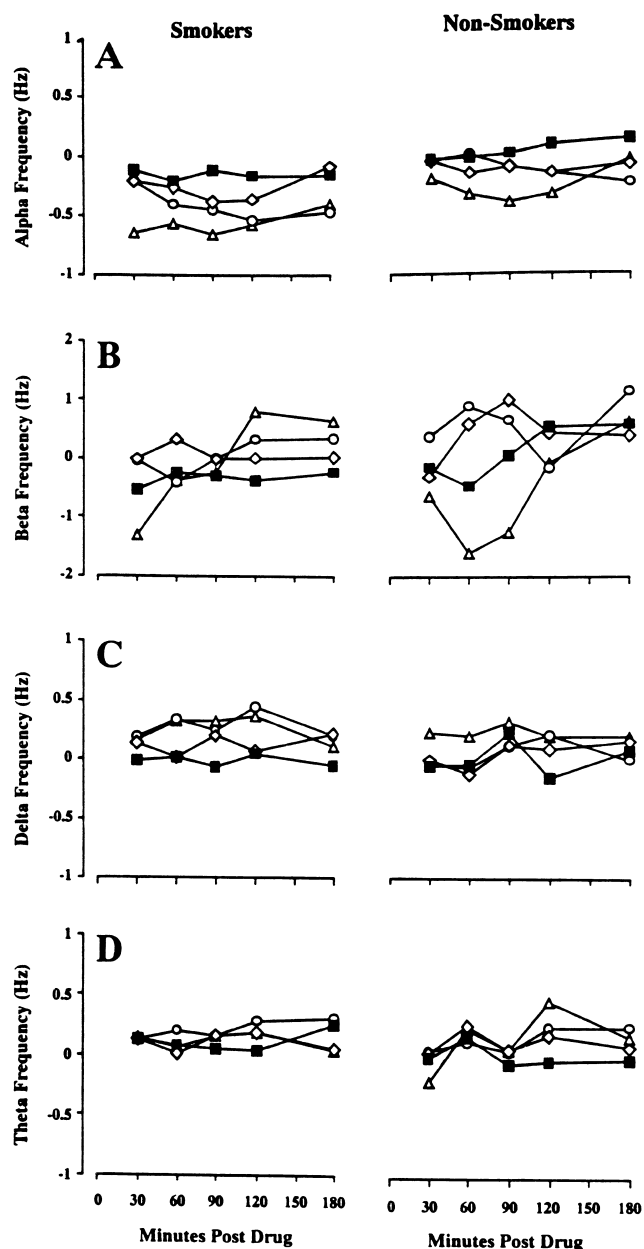 Smokers
Non-Smokers
A
1
0.5
0
-0.5
-1
Alpha Frequency (Hz)
B
2
1
0
-1
-2
Beta Frequency (Hz)
C
1
0.5
0
-0.5
-1
Delta Frequency (Hz)
D
1
0.5
0
-0.5
-1
Theta Frequency (Hz)
0 30 60 90 120 150 180
0 30 60 90 120 150 180
Minutes Post Drug
Minutes Post Drug